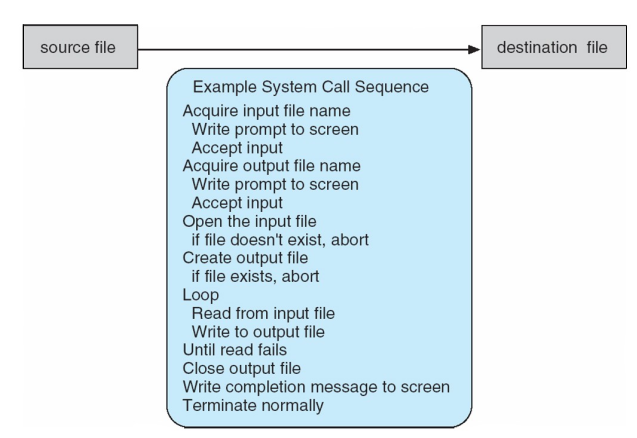 source file
destination file
Example System Call Sequence
Acquire input file name
Write prompt to screen
Accept input
Acquire output file name
Write prompt to screen
Accept input
Open the input file
if file doesn't exist, abort
Create output file
if file exists, abort
Loop
Read from input file
Write to output file
Until read fails
Close output file
Write completion message to screen
Terminate normally